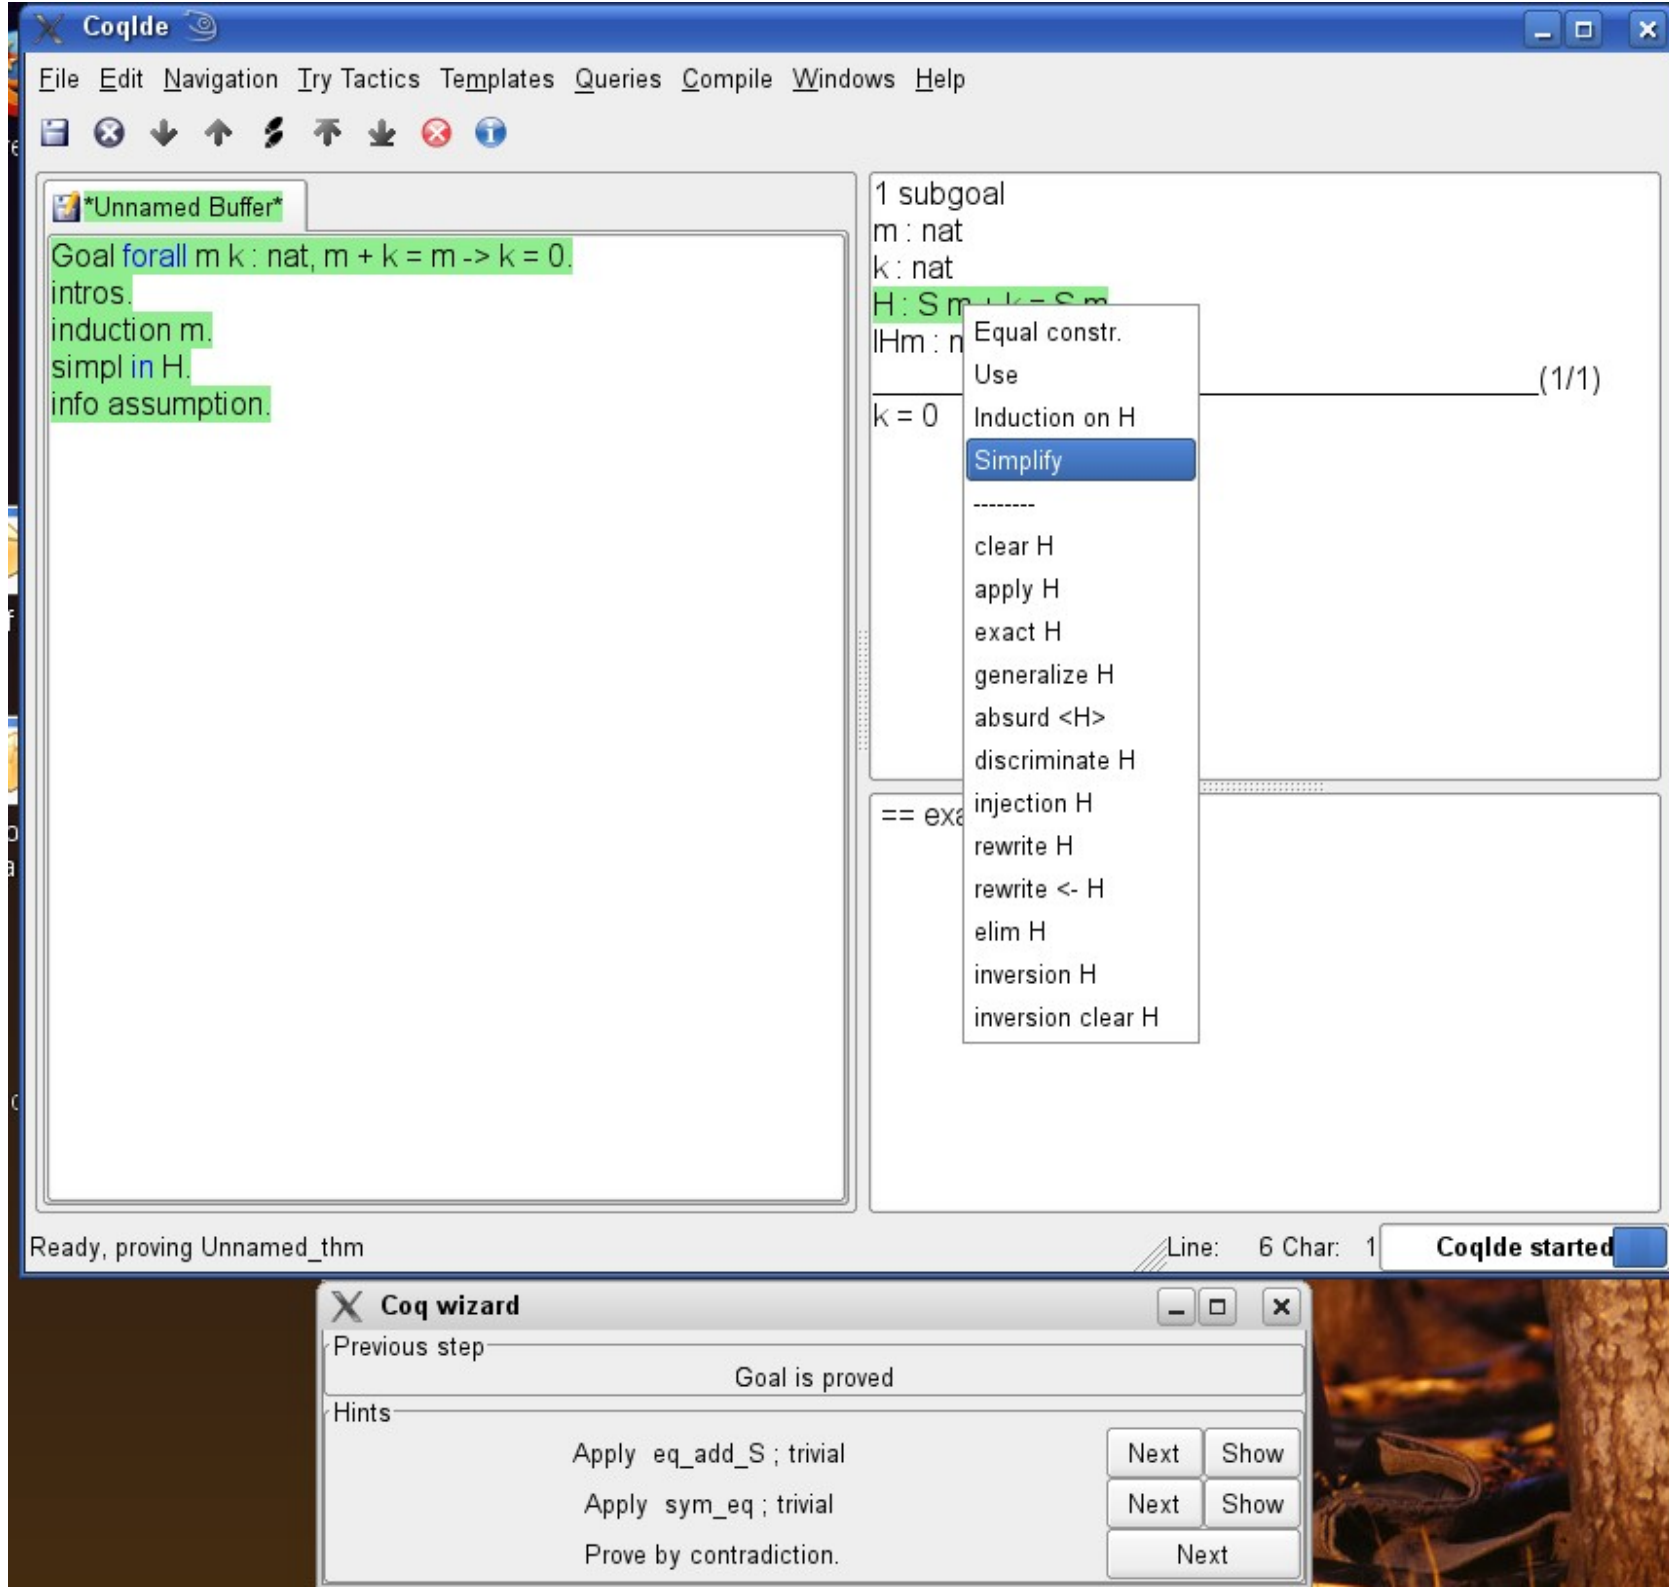 CoqIde
File Edit Navigation Try Tactics Templates Queries Compile Windows Help
*Unnamed Buffer*
Goal forall m k : nat, m + k = m -> k = 0.
intros.
induction m.
simpl in H.
info assumption.
1 subgoal
m : nat
k : nat
H : S m + k = S m
IHm : n
(1/1)
k = 0
Equal constr.
Use
Induction on H
Simplify
--------
clear H
apply H
exact H
generalize H
absurd <H>
discriminate H
injection H
rewrite H
rewrite <- H
elim H
inversion H
inversion clear H
== exa
Ready, proving Unnamed_thm
Line: 6 Char: 1
CoqIde started
Coq wizard
Previous step
Goal is proved
Hints
Apply eq_add_S ; trivial Next Show
Apply sym_eq ; trivial Next Show
Prove by contradiction. Next